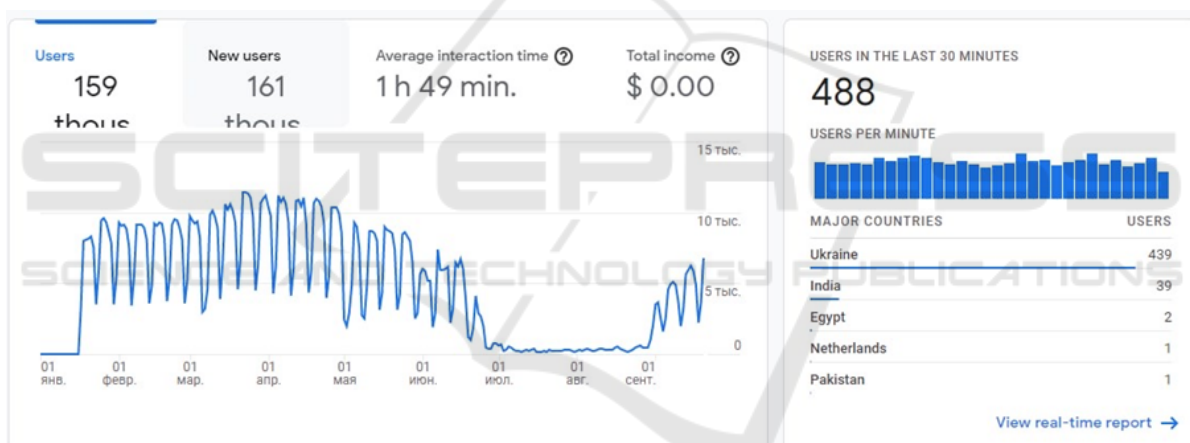 Users
159
thous
New users
161
thous
Average interaction time ?
1 h 49 min.
Total income ?
$ 0.00
15 тыс.
10 тыс.
5 тыс.
0
01 янв.
01 февр.
01 мар.
01 апр.
01 мая
01 июн.
01 июл.
01 авг.
01 сент.
USERS IN THE LAST 30 MINUTES
488
USERS PER MINUTE
MAJOR COUNTRIES USERS
Ukraine 439
India 39
Egypt 2
Netherlands 1
Pakistan 1
View real-time report →
SCITEPRESS
SCIENCE AND TECHNOLOGY PUBLICATIONS